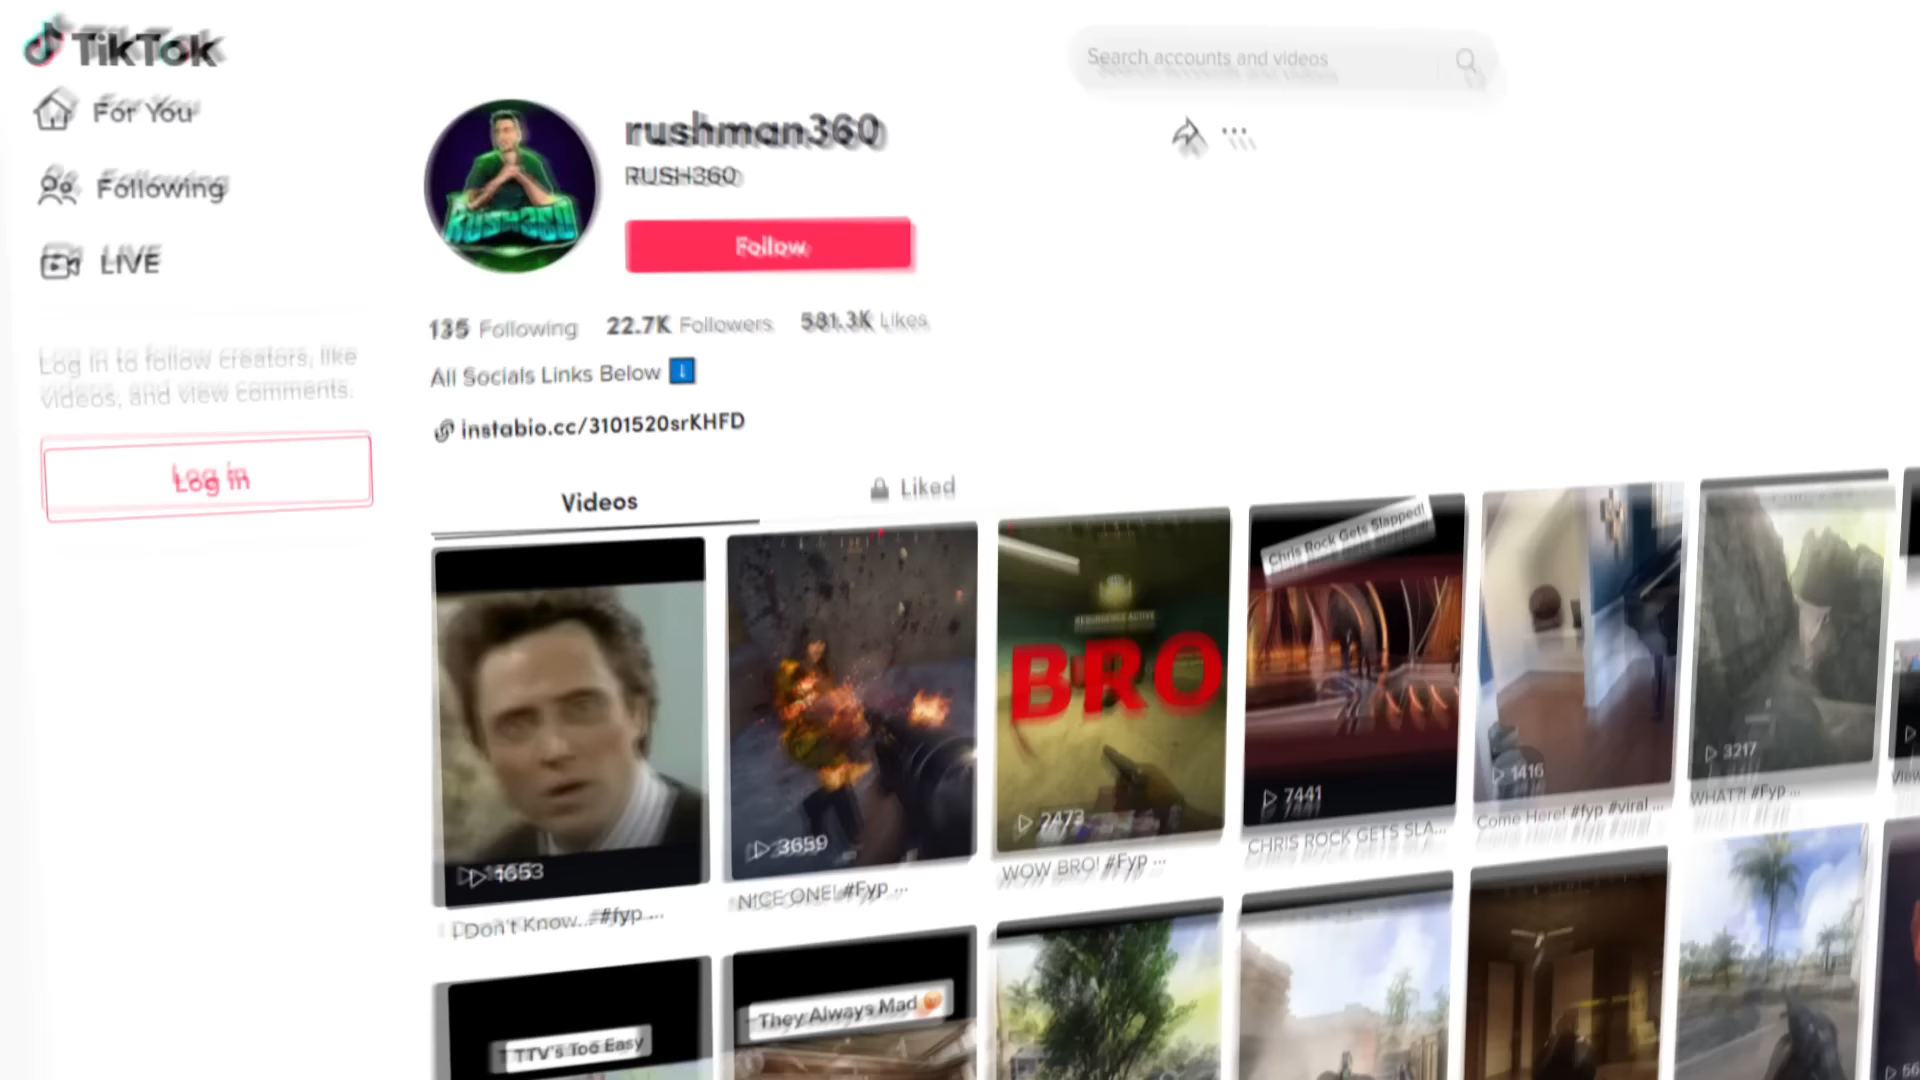 TikTok
Search accounts and videos
For You
Following
LIVE
Log in to follow creators, like
videos, and view comments.
Log in
rushman360
RUSH360
RUSH360
Follow
135 Following 22.7K Followers 581.3K Likes
All Socials Links Below
instabio.cc/3101520srKHFD
Videos
Liked
1653
I Don't Know...#fyp ...
3659
NICE ONE! #Fyp ...
RESURGENCE ACTIVE
BRO
2473
WOW BRO! #Fyp ...
Chris Rock Gets Slapped!
7441
CHRIS ROCK GETS SLA...
1416
Come Here! #fyp #viral ...
3217
WHAT?! #Fyp ...
TTV's Too Easy
They Always Mad